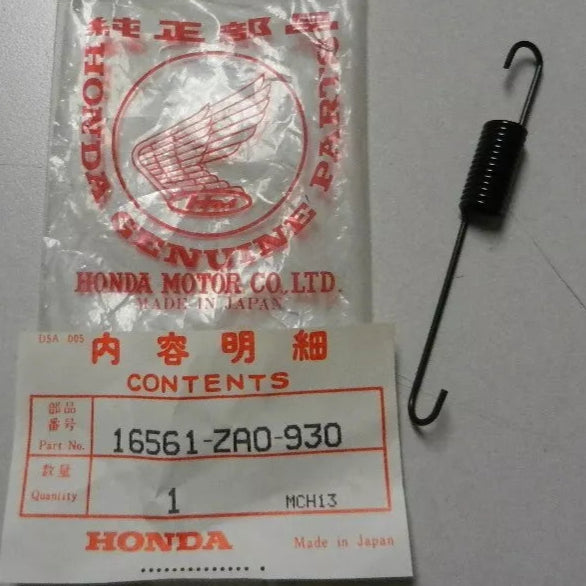 純正部品
HONDA GENUINE PARTS
HONDA MOTOR CO., LTD.
MADE IN JAPAN
DSA 005
内容明細
CONTENTS
部品
番号
Part No.
16561-ZA0-930
数量
Quantity
1
MCH13
HONDA
Made in Japan